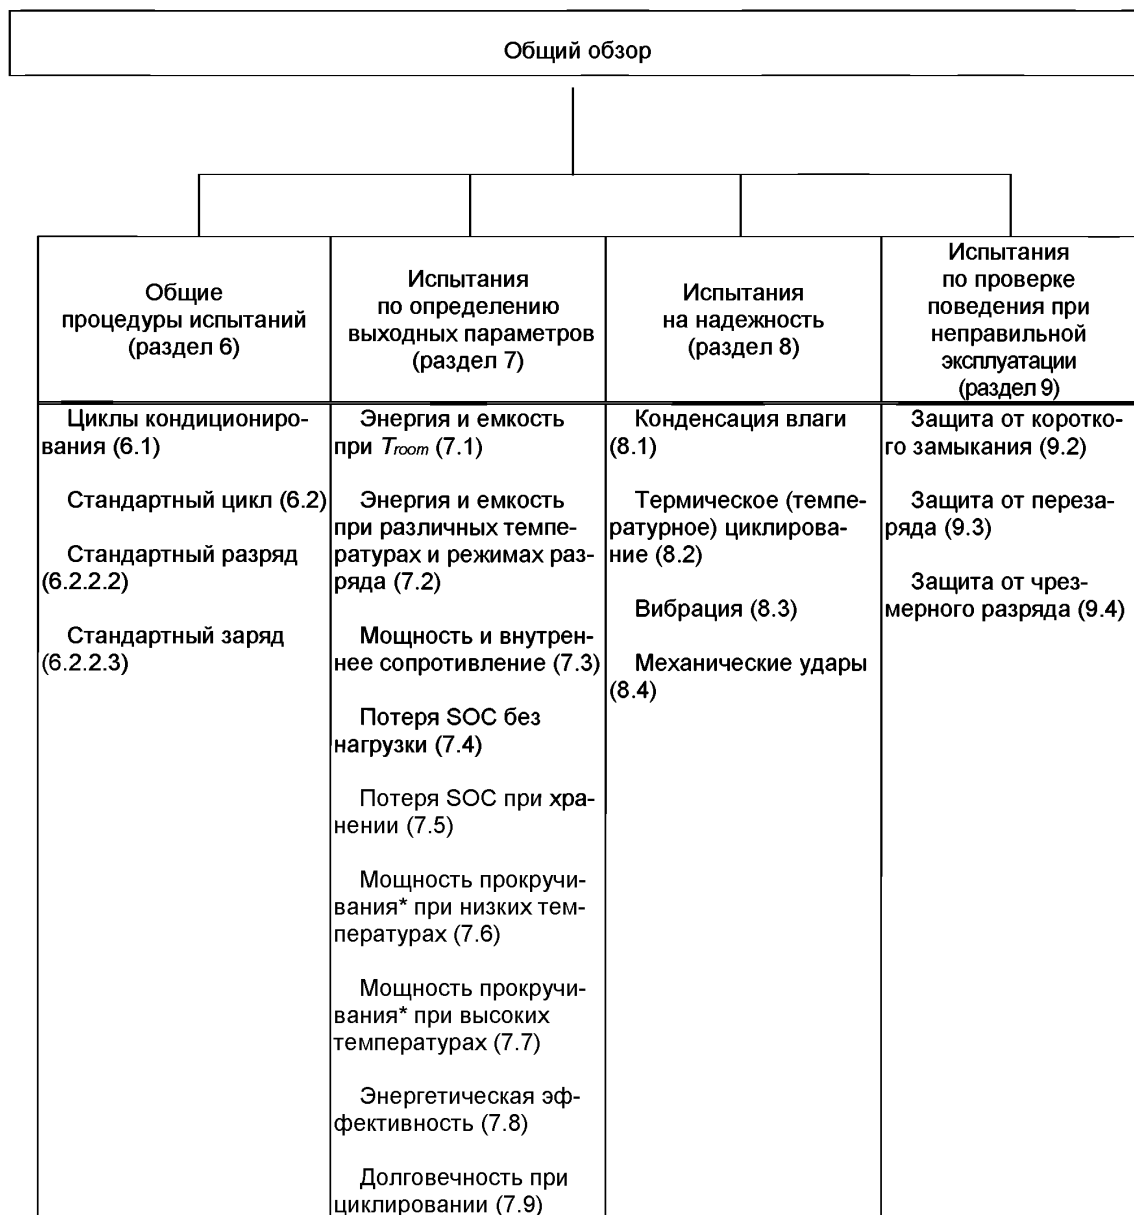 Общий обзор
Общие
процедуры испытаний
(раздел 6)
Испытания
по определению
выходных параметров
(раздел 7)
Испытания
на надежность
(раздел 8)
Испытания
по проверке
поведения при
неправильной
эксплуатации
(раздел 9)
Циклы кондициониро-
вания (6.1)
Стандартный цикл (6.2)
Стандартный разряд
(6.2.2.2)
Стандартный заряд
(6.2.2.3)
Энергия и емкость
при Troom (7.1)
Энергия и емкость
при различных темпе-
ратурах и режимах раз-
ряда (7.2)
Мощность и внутрен-
нее сопротивление (7.3)
Потеря SOC без
нагрузки (7.4)
Потеря SOC при хра-
нении (7.5)
Мощность прокручи-
вания* при низких тем-
пературах (7.6)
Мощность прокручи-
вания* при высоких
температурах (7.7)
Энергетическая эф-
фективность (7.8)
Долговечность при
циклировании (7.9)
Конденсация влаги
(8.1)
Термическое (темпе-
ратурное) циклирова-
ние (8.2)
Вибрация (8.3)
Механические удары
(8.4)
Защита от коротко-
го замыкания (9.2)
Защита от переза-
ряда (9.3)
Защита от чрез-
мерного разряда (9.4)